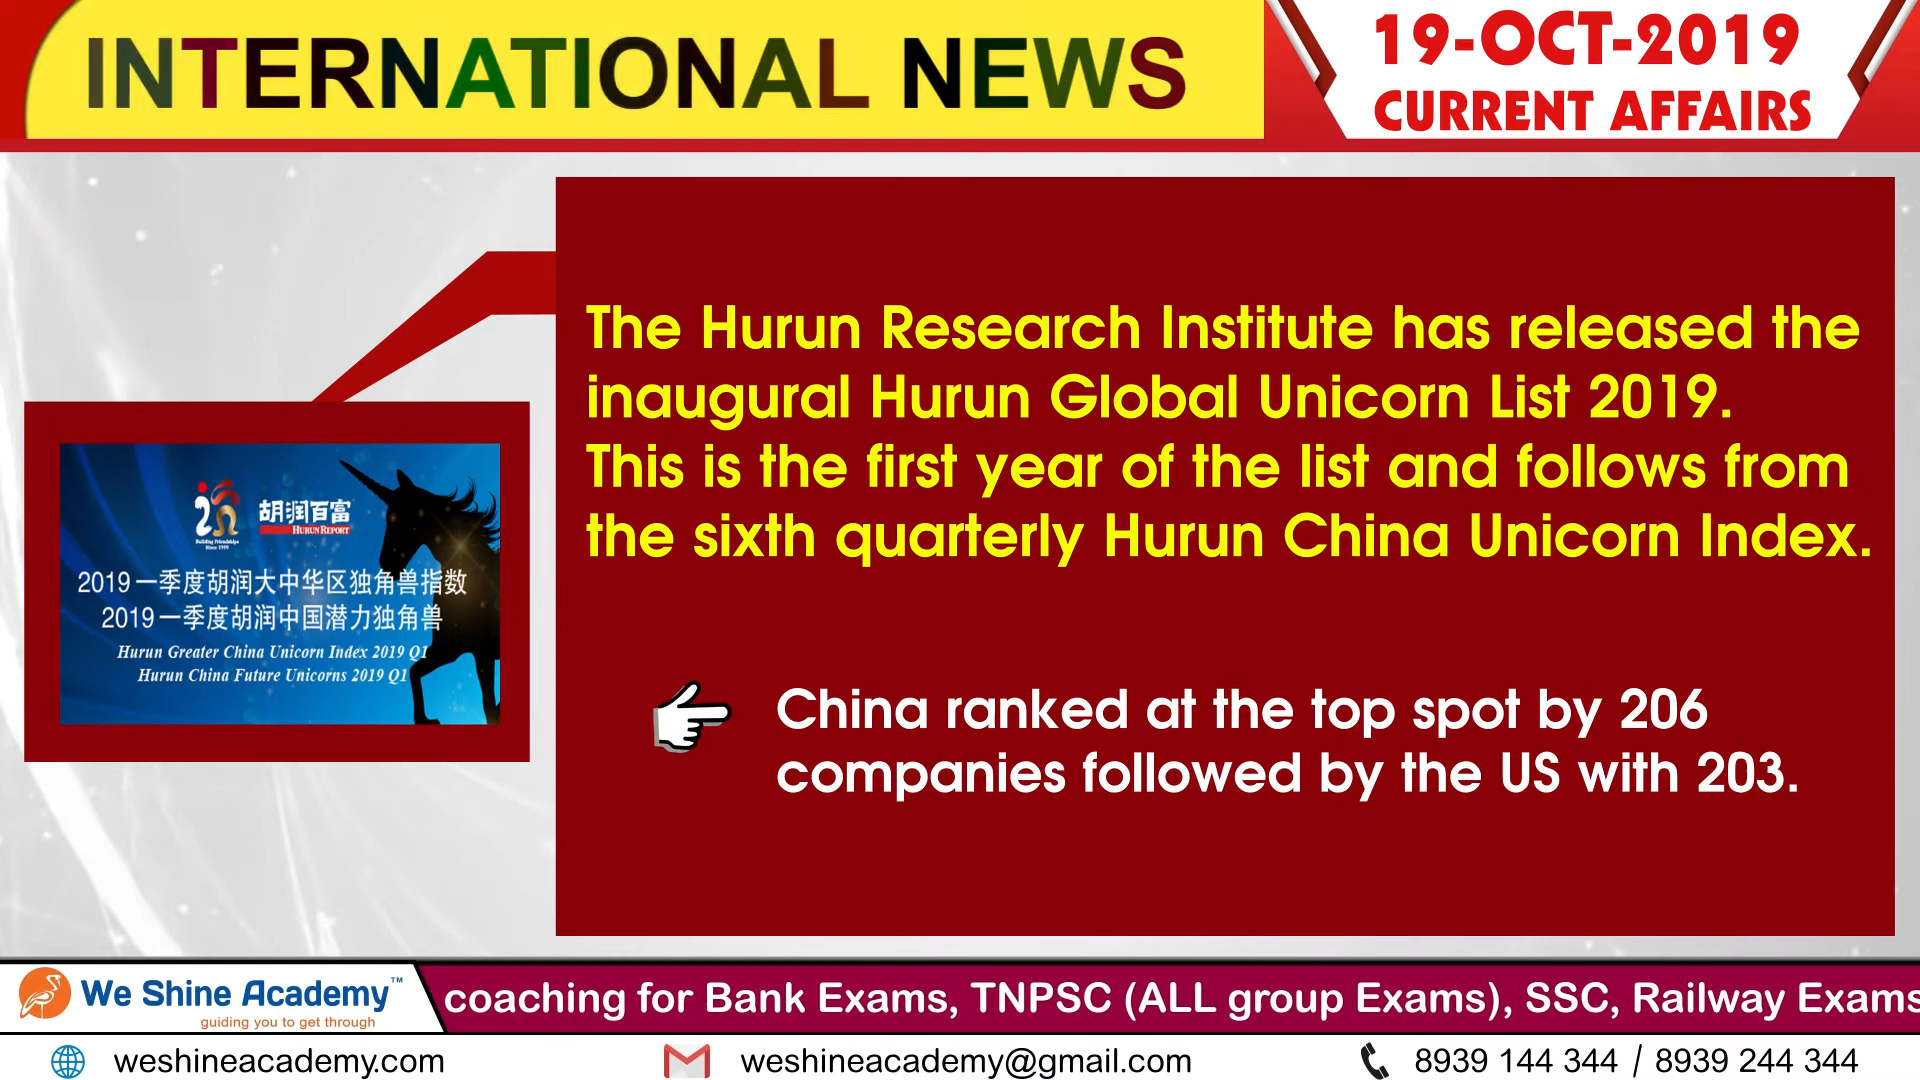 INTERNATIONAL NEWS
19-OCT-2019
CURRENT AFFAIRS
The Hurun Research Institute has released the
inaugural Hurun Global Unicorn List 2019.
This is the first year of the list and follows from
the sixth quarterly Hurun China Unicorn Index.
China ranked at the top spot by 206
companies followed by the US with 203.
Building Friendships
Since 1999
胡润百富
HURUN REPORT
2019一季度胡润大中华区独角兽指数
2019一季度胡润中国潜力独角兽
Hurun Greater China Unicorn Index 2019 Q1
Hurun China Future Unicorns 2019 Q1
We Shine Academy™
guiding you to get through
coaching for Bank Exams, TNPSC (ALL group Exams), SSC, Railway Exams
weshineacademy.com
weshineacademy@gmail.com
8939 144 344 / 8939 244 344